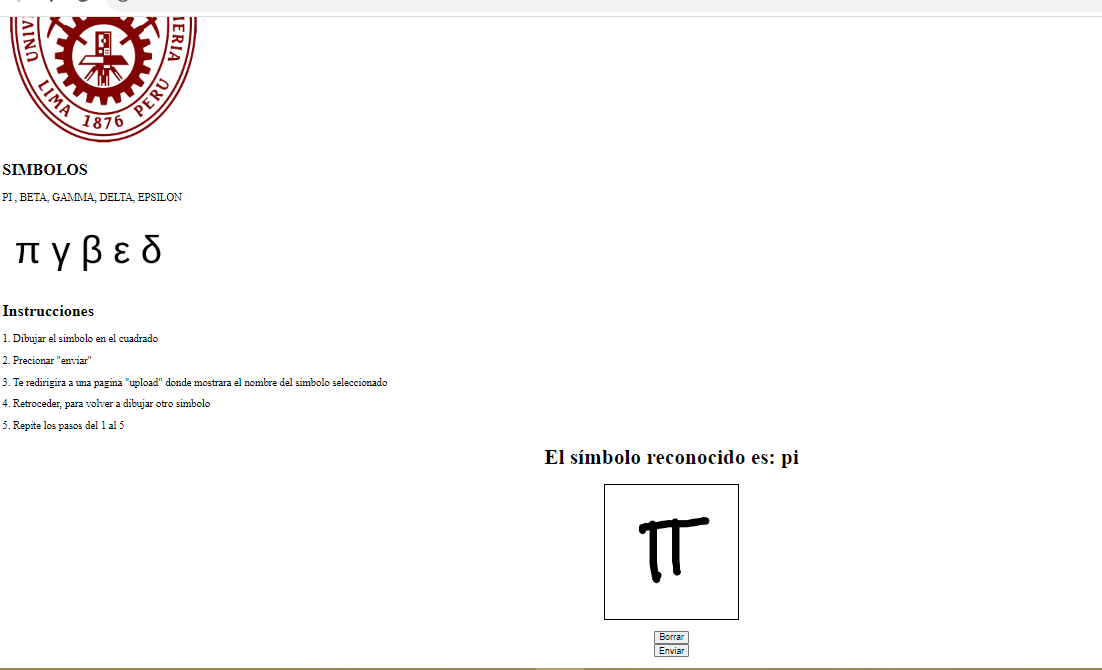 UNIV
IERIA
LIMA 1876 PERU
SIMBOLOS
PI , BETA, GAMMA, DELTA, EPSILON
π γ β ε δ
Instrucciones
1. Dibujar el simbolo en el cuadrado
2. Precionar "enviar"
3. Te redirigira a una pagina "upload" donde mostrara el nombre del simbolo seleccionado
4. Retroceder, para volver a dibujar otro simbolo
5. Repite los pasos del 1 al 5
El símbolo reconocido es: pi
π
Borrar
Enviar